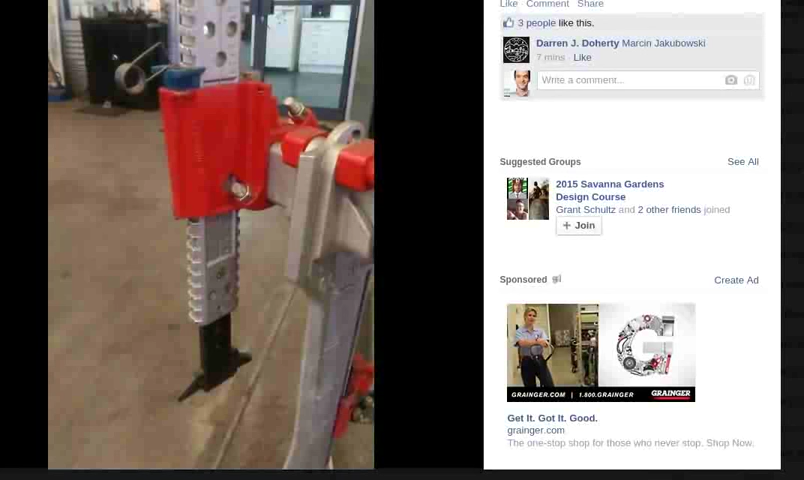 Like Comment Share
3 people like this.
Darren J. Doherty Marcin Jakubowski
7 mins · Like
Write a comment...
Suggested Groups See All
2015 Savanna Gardens
Design Course
Grant Schultz and 2 other friends joined
+ Join
Sponsored Create Ad
G
GRAINGER.COM | 1.800.GRAINGER GRAINGER
Get It. Got It. Good.
grainger.com
The one-stop shop for those who never stop. Shop Now.